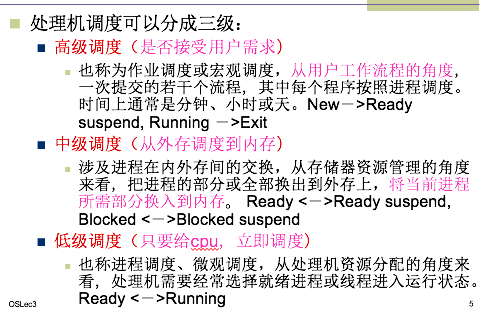 处理机调度可以分成三级：
高级调度（是否接受用户需求）
也称为作业调度或宏观调度，从用户工作流程的角度，
一次提交的若干个流程，其中每个程序按照进程调度。
时间上通常是分钟、小时或天。New－>Ready
suspend, Running －>Exit
中级调度（从外存调度到内存）
涉及进程在内外存间的交换，从存储器资源管理的角度
来看，把进程的部分或全部换出到外存上，将当前进程
所需部分换入到内存。 Ready <－>Ready suspend,
Blocked <－>Blocked suspend
低级调度（只要给cpu，立即调度）
也称进程调度、微观调度，从处理机资源分配的角度来
看，处理机需要经常选择就绪进程或线程进入运行状态。
Ready <－>Running
OSLec3
5